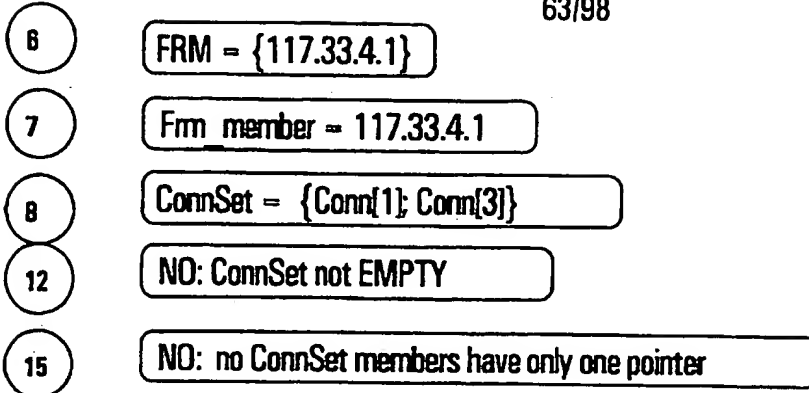 63/98
6 FRM = {117.33.4.1}
7 Frm_member = 117.33.4.1
8 ConnSet = {Conn[1]; Conn[3]}
12 NO: ConnSet not EMPTY
15 NO: no ConnSet members have only one pointer